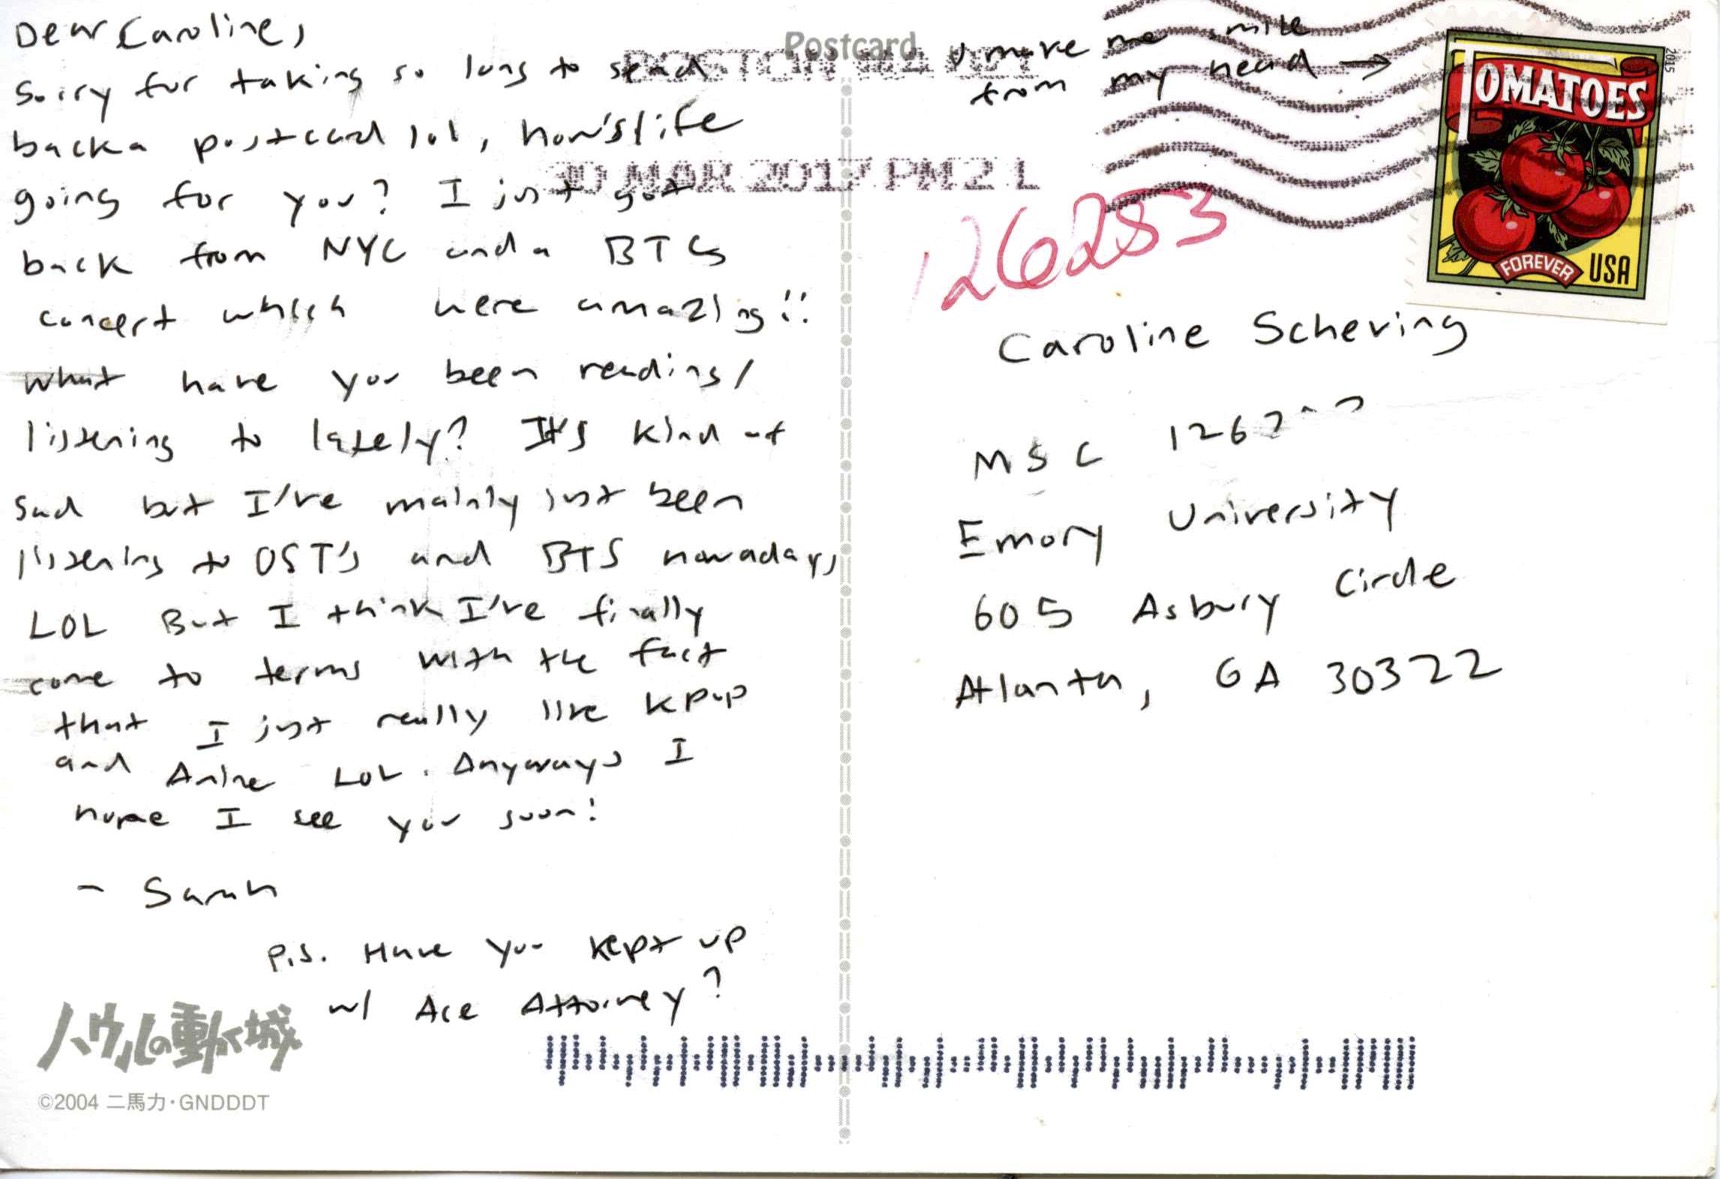 Dear Caroline,
Sorry for taking so long to send
back a postcard lol, how's life
going for you? I just got
back from NYC and a BTS
concert which were amazing!!
What have you been reading/
listening to lately? It's kind of
sad but I've mainly just been
listening to OST's and BTS nowadays
LOL But I think I've finally
come to terms with the fact
that I just really like Kpop
and Anime LOL. Anyways I
hope I see you soon!
- Sarah
P.S. Have you kept up
w/ Ace Attorney?
ハウルの動く城
©2004 二馬力・GNDDDT
Postcard
BOSTON MA
30 MAR 2017 PM 2 L
U make me smile
from my head →
TOMATOES
2015
FOREVER USA
126283
Caroline Schering
MSC 126
Emory University
605 Asbury Circle
Atlanta, GA 30322